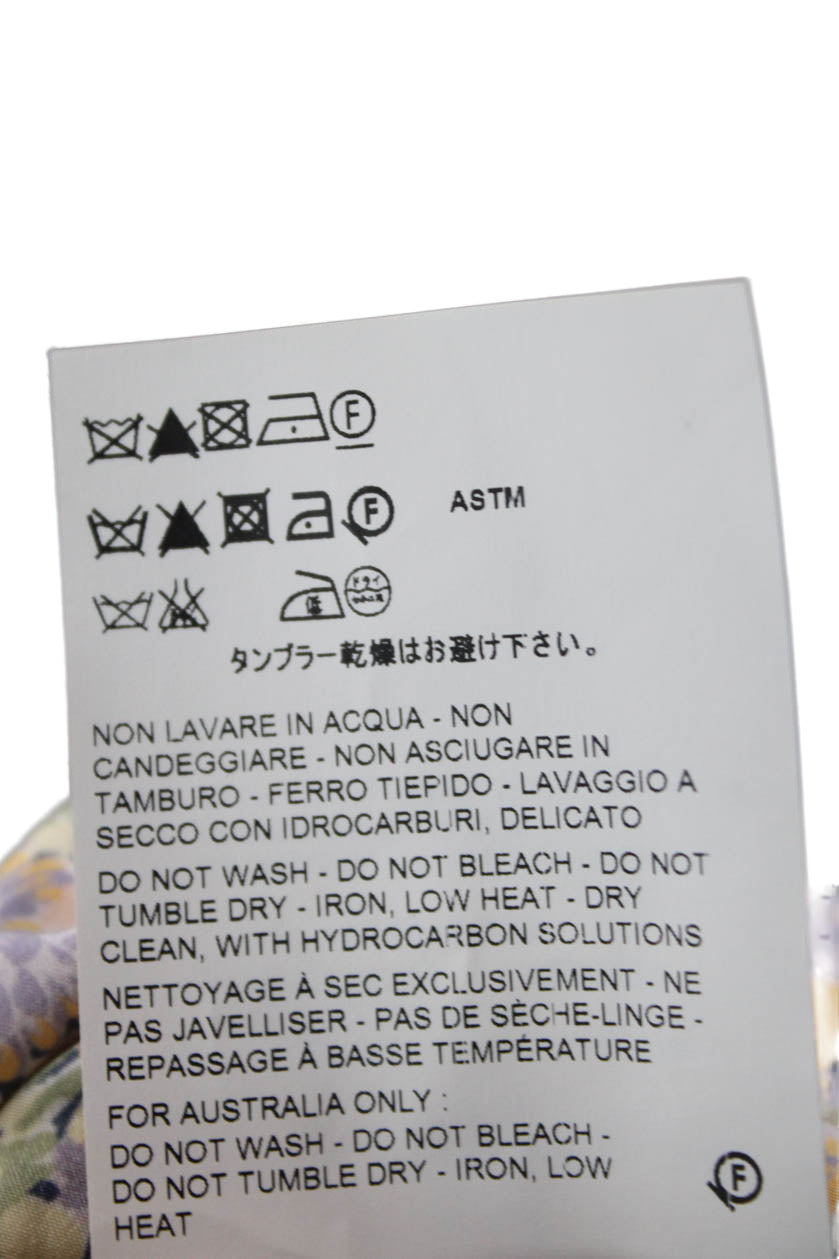 F
F ASTM
低 ドライ
タンブラー乾燥はお避け下さい。
NON LAVARE IN ACQUA - NON
CANDEGGIARE - NON ASCIUGARE IN
TAMBURO - FERRO TIEPIDO - LAVAGGIO A
SECCO CON IDROCARBURI, DELICATO
DO NOT WASH - DO NOT BLEACH - DO NOT
TUMBLE DRY - IRON, LOW HEAT - DRY
CLEAN, WITH HYDROCARBON SOLUTIONS
NETTOYAGE À SEC EXCLUSIVEMENT - NE
PAS JAVELLISER - PAS DE SÈCHE-LINGE -
REPASSAGE À BASSE TEMPÉRATURE
FOR AUSTRALIA ONLY :
DO NOT WASH - DO NOT BLEACH -
DO NOT TUMBLE DRY - IRON, LOW
HEAT
F